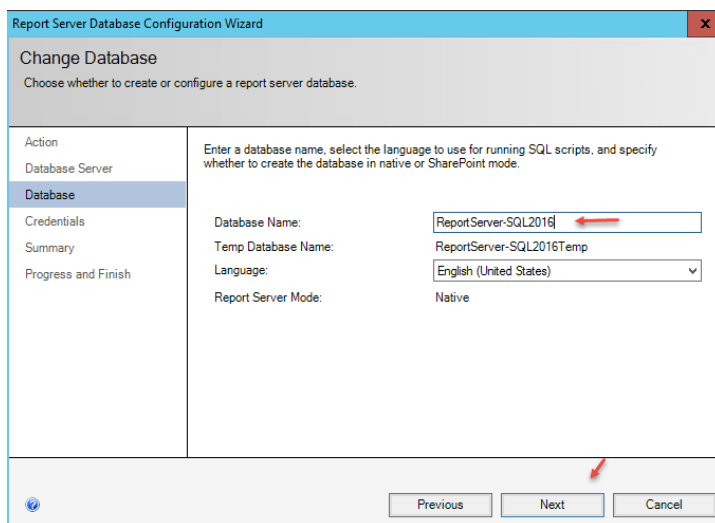 Report Server Database Configuration Wizard
x
Change Database
Choose whether to create or configure a report server database.
Action
Database Server
Database
Credentials
Summary
Progress and Finish
Enter a database name, select the language to use for running SQL scripts, and specify
whether to create the database in native or SharePoint mode.
Database Name: ReportServer-SQL2016
Temp Database Name: ReportServer-SQL2016Temp
Language: English (United States)
Report Server Mode: Native
? Previous Next Cancel